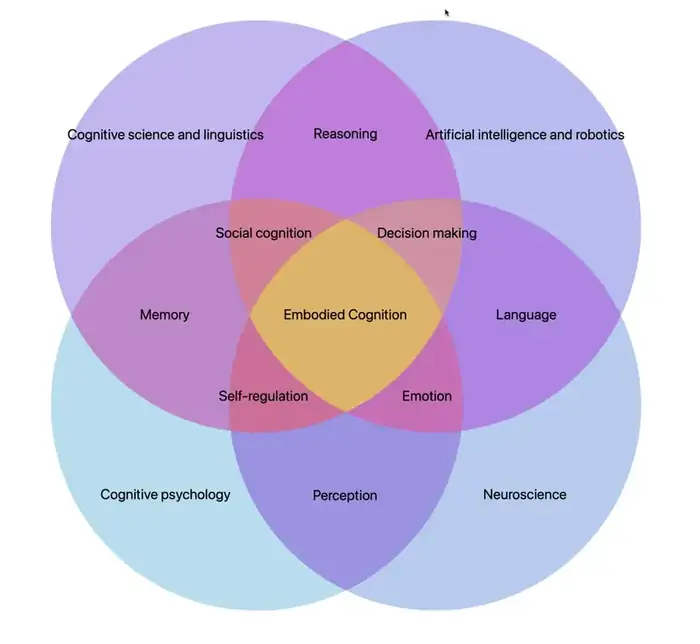 Cognitive science and linguistics
Reasoning
Artificial intelligence and robotics
Social cognition
Decision making
Memory
Embodied Cognition
Language
Self-regulation
Emotion
Cognitive psychology
Perception
Neuroscience